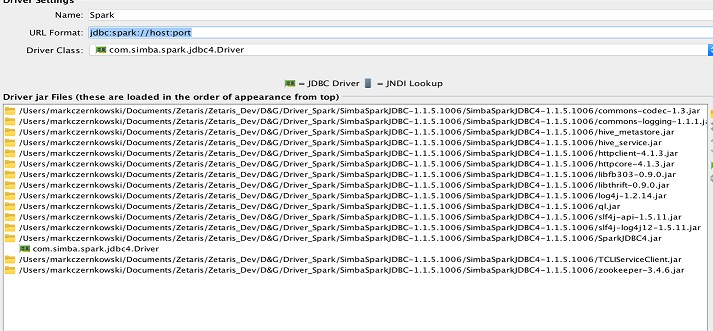 Driver Settings
Name: Spark
URL Format: jdbc:spark://host:port
Driver Class: com.simba.spark.jdbc4.Driver
= JDBC Driver = JNDI Lookup
Driver jar Files (these are loaded in the order of appearance from top)
/Users/markczernkowski/Documents/Zetaris/Zetaris_Dev/D&G/Driver_Spark/SimbaSparkJDBC-1.1.5.1006/SimbaSparkJDBC4-1.1.5.1006/commons-codec-1.3.jar
/Users/markczernkowski/Documents/Zetaris/Zetaris_Dev/D&G/Driver_Spark/SimbaSparkJDBC-1.1.5.1006/SimbaSparkJDBC4-1.1.5.1006/commons-logging-1.1.1.ja
/Users/markczernkowski/Documents/Zetaris/Zetaris_Dev/D&G/Driver_Spark/SimbaSparkJDBC-1.1.5.1006/SimbaSparkJDBC4-1.1.5.1006/hive_metastore.jar
/Users/markczernkowski/Documents/Zetaris/Zetaris_Dev/D&G/Driver_Spark/SimbaSparkJDBC-1.1.5.1006/SimbaSparkJDBC4-1.1.5.1006/hive_service.jar
/Users/markczernkowski/Documents/Zetaris/Zetaris_Dev/D&G/Driver_Spark/SimbaSparkJDBC-1.1.5.1006/SimbaSparkJDBC4-1.1.5.1006/httpclient-4.1.3.jar
/Users/markczernkowski/Documents/Zetaris/Zetaris_Dev/D&G/Driver_Spark/SimbaSparkJDBC-1.1.5.1006/SimbaSparkJDBC4-1.1.5.1006/httpcore-4.1.3.jar
/Users/markczernkowski/Documents/Zetaris/Zetaris_Dev/D&G/Driver_Spark/SimbaSparkJDBC-1.1.5.1006/SimbaSparkJDBC4-1.1.5.1006/libfb303-0.9.0.jar
/Users/markczernkowski/Documents/Zetaris/Zetaris_Dev/D&G/Driver_Spark/SimbaSparkJDBC-1.1.5.1006/SimbaSparkJDBC4-1.1.5.1006/libthrift-0.9.0.jar
/Users/markczernkowski/Documents/Zetaris/Zetaris_Dev/D&G/Driver_Spark/SimbaSparkJDBC-1.1.5.1006/SimbaSparkJDBC4-1.1.5.1006/log4j-1.2.14.jar
/Users/markczernkowski/Documents/Zetaris/Zetaris_Dev/D&G/Driver_Spark/SimbaSparkJDBC-1.1.5.1006/SimbaSparkJDBC4-1.1.5.1006/ql.jar
/Users/markczernkowski/Documents/Zetaris/Zetaris_Dev/D&G/Driver_Spark/SimbaSparkJDBC-1.1.5.1006/SimbaSparkJDBC4-1.1.5.1006/slf4j-api-1.5.11.jar
/Users/markczernkowski/Documents/Zetaris/Zetaris_Dev/D&G/Driver_Spark/SimbaSparkJDBC-1.1.5.1006/SimbaSparkJDBC4-1.1.5.1006/slf4j-log4j12-1.5.11.jar
/Users/markczernkowski/Documents/Zetaris/Zetaris_Dev/D&G/Driver_Spark/SimbaSparkJDBC-1.1.5.1006/SimbaSparkJDBC4-1.1.5.1006/SparkJDBC4.jar
com.simba.spark.jdbc4.Driver
/Users/markczernkowski/Documents/Zetaris/Zetaris_Dev/D&G/Driver_Spark/SimbaSparkJDBC-1.1.5.1006/SimbaSparkJDBC4-1.1.5.1006/TCLIServiceClient.jar
/Users/markczernkowski/Documents/Zetaris/Zetaris_Dev/D&G/Driver_Spark/SimbaSparkJDBC-1.1.5.1006/SimbaSparkJDBC4-1.1.5.1006/zookeeper-3.4.6.jar